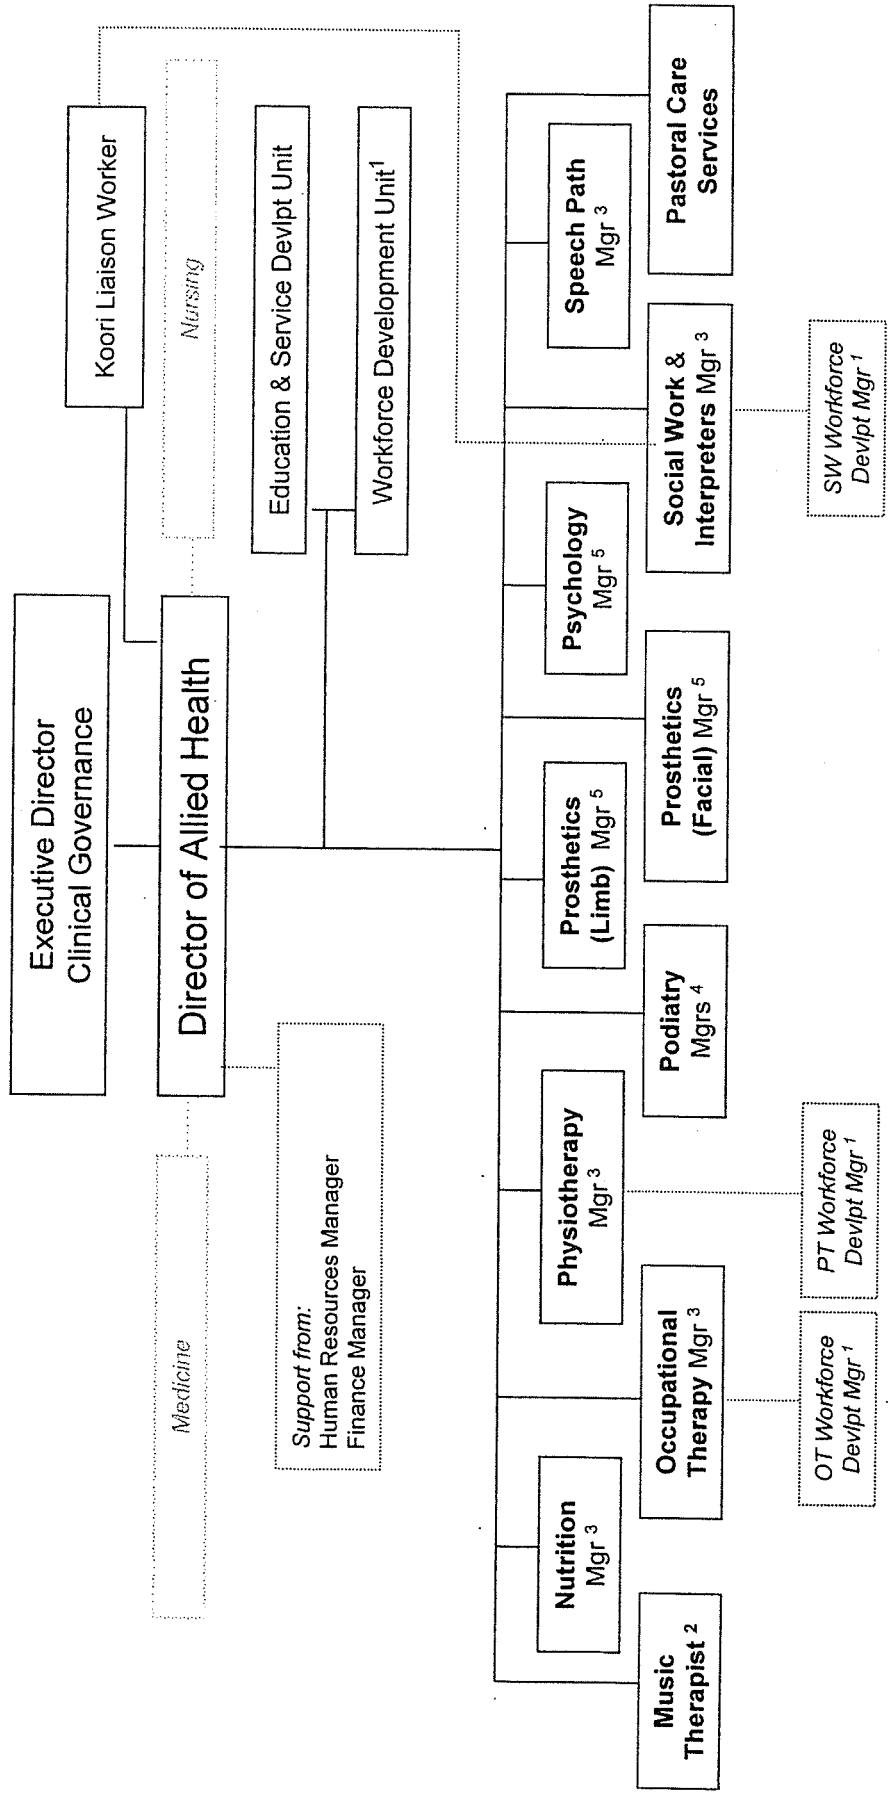 Executive Director
Clinical Governance
Koori Liaison Worker
Medicine
Director of Allied Health
Nursing
Support from:
Human Resources Manager
Finance Manager
Education & Service Devlpt Unit
Workforce Development Unit¹
Nutrition
Mgr ³
Physiotherapy
Mgr ³
Prosthetics
(Limb) Mgr ⁵
Psychology
Mgr ⁵
Speech Path
Mgr ³
Music
Therapist ²
Occupational
Therapy Mgr ³
Podiatry
Mgrs ⁴
Prosthetics
(Facial) Mgr ⁵
Social Work &
Interpreters Mgr ³
Pastoral Care
Services
OT Workforce
Devlpt Mgr ¹
PT Workforce
Devlpt Mgr ¹
SW Workforce
Devlpt Mgr ¹